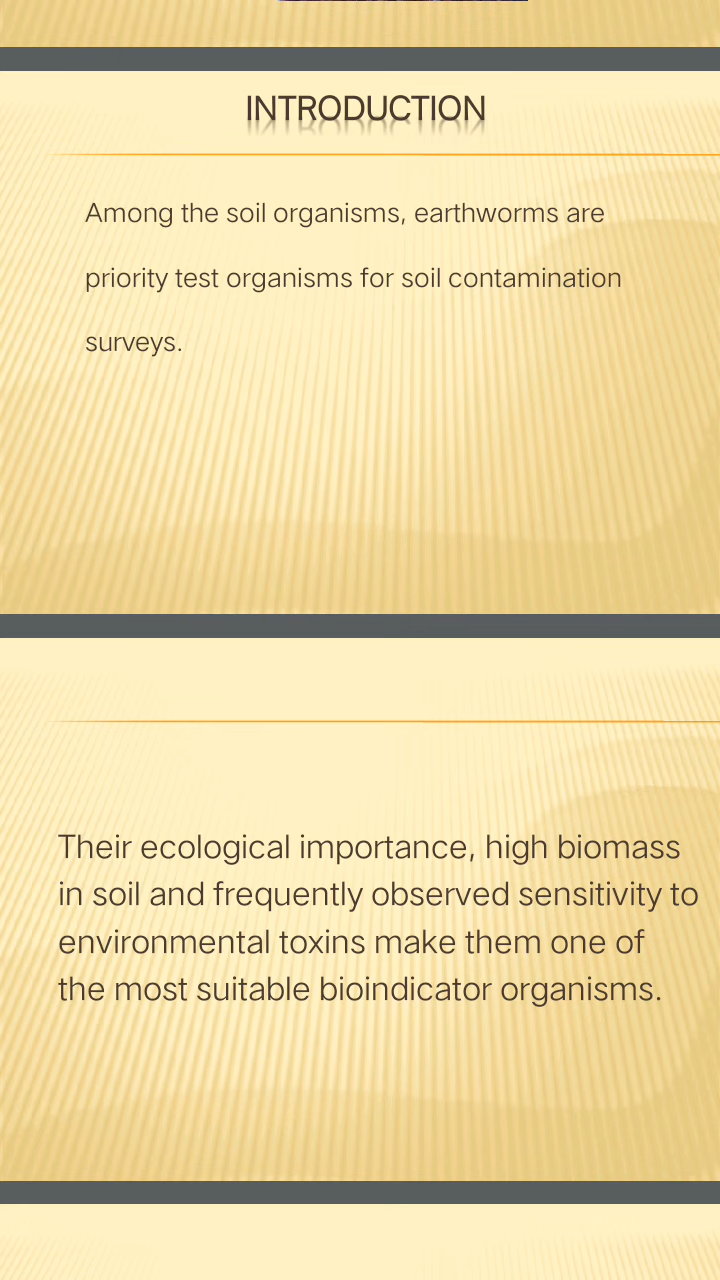 INTRODUCTION
Among the soil organisms, earthworms are
priority test organisms for soil contamination
surveys.
Their ecological importance, high biomass
in soil and frequently observed sensitivity to
environmental toxins make them one of
the most suitable bioindicator organisms.